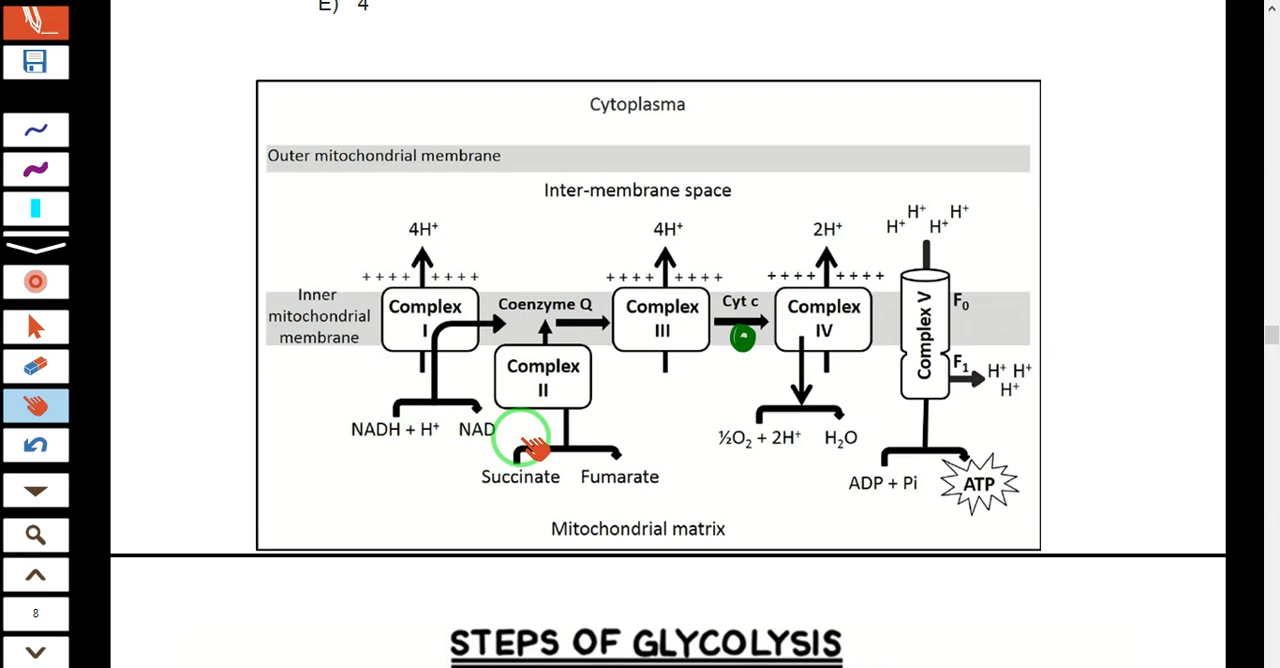 E) 4
Cytoplasma
Outer mitochondrial membrane
Inter-membrane space
4H⁺
4H⁺
2H⁺
H⁺ H⁺ H⁺ H⁺
+ + + + + + + +
+ + + + + + + +
+ + + + + + + +
Inner
mitochondrial
membrane
Complex
I
Coenzyme Q
Complex
III
Cyt c
Complex
IV
Complex V
F₀
F₁
H⁺ H⁺
H⁺
Complex
II
NADH + H⁺ NAD
Succinate Fumarate
½O₂ + 2H⁺ H₂O
ADP + Pi ATP
Mitochondrial matrix
8
STEPS OF GLYCOLYSIS